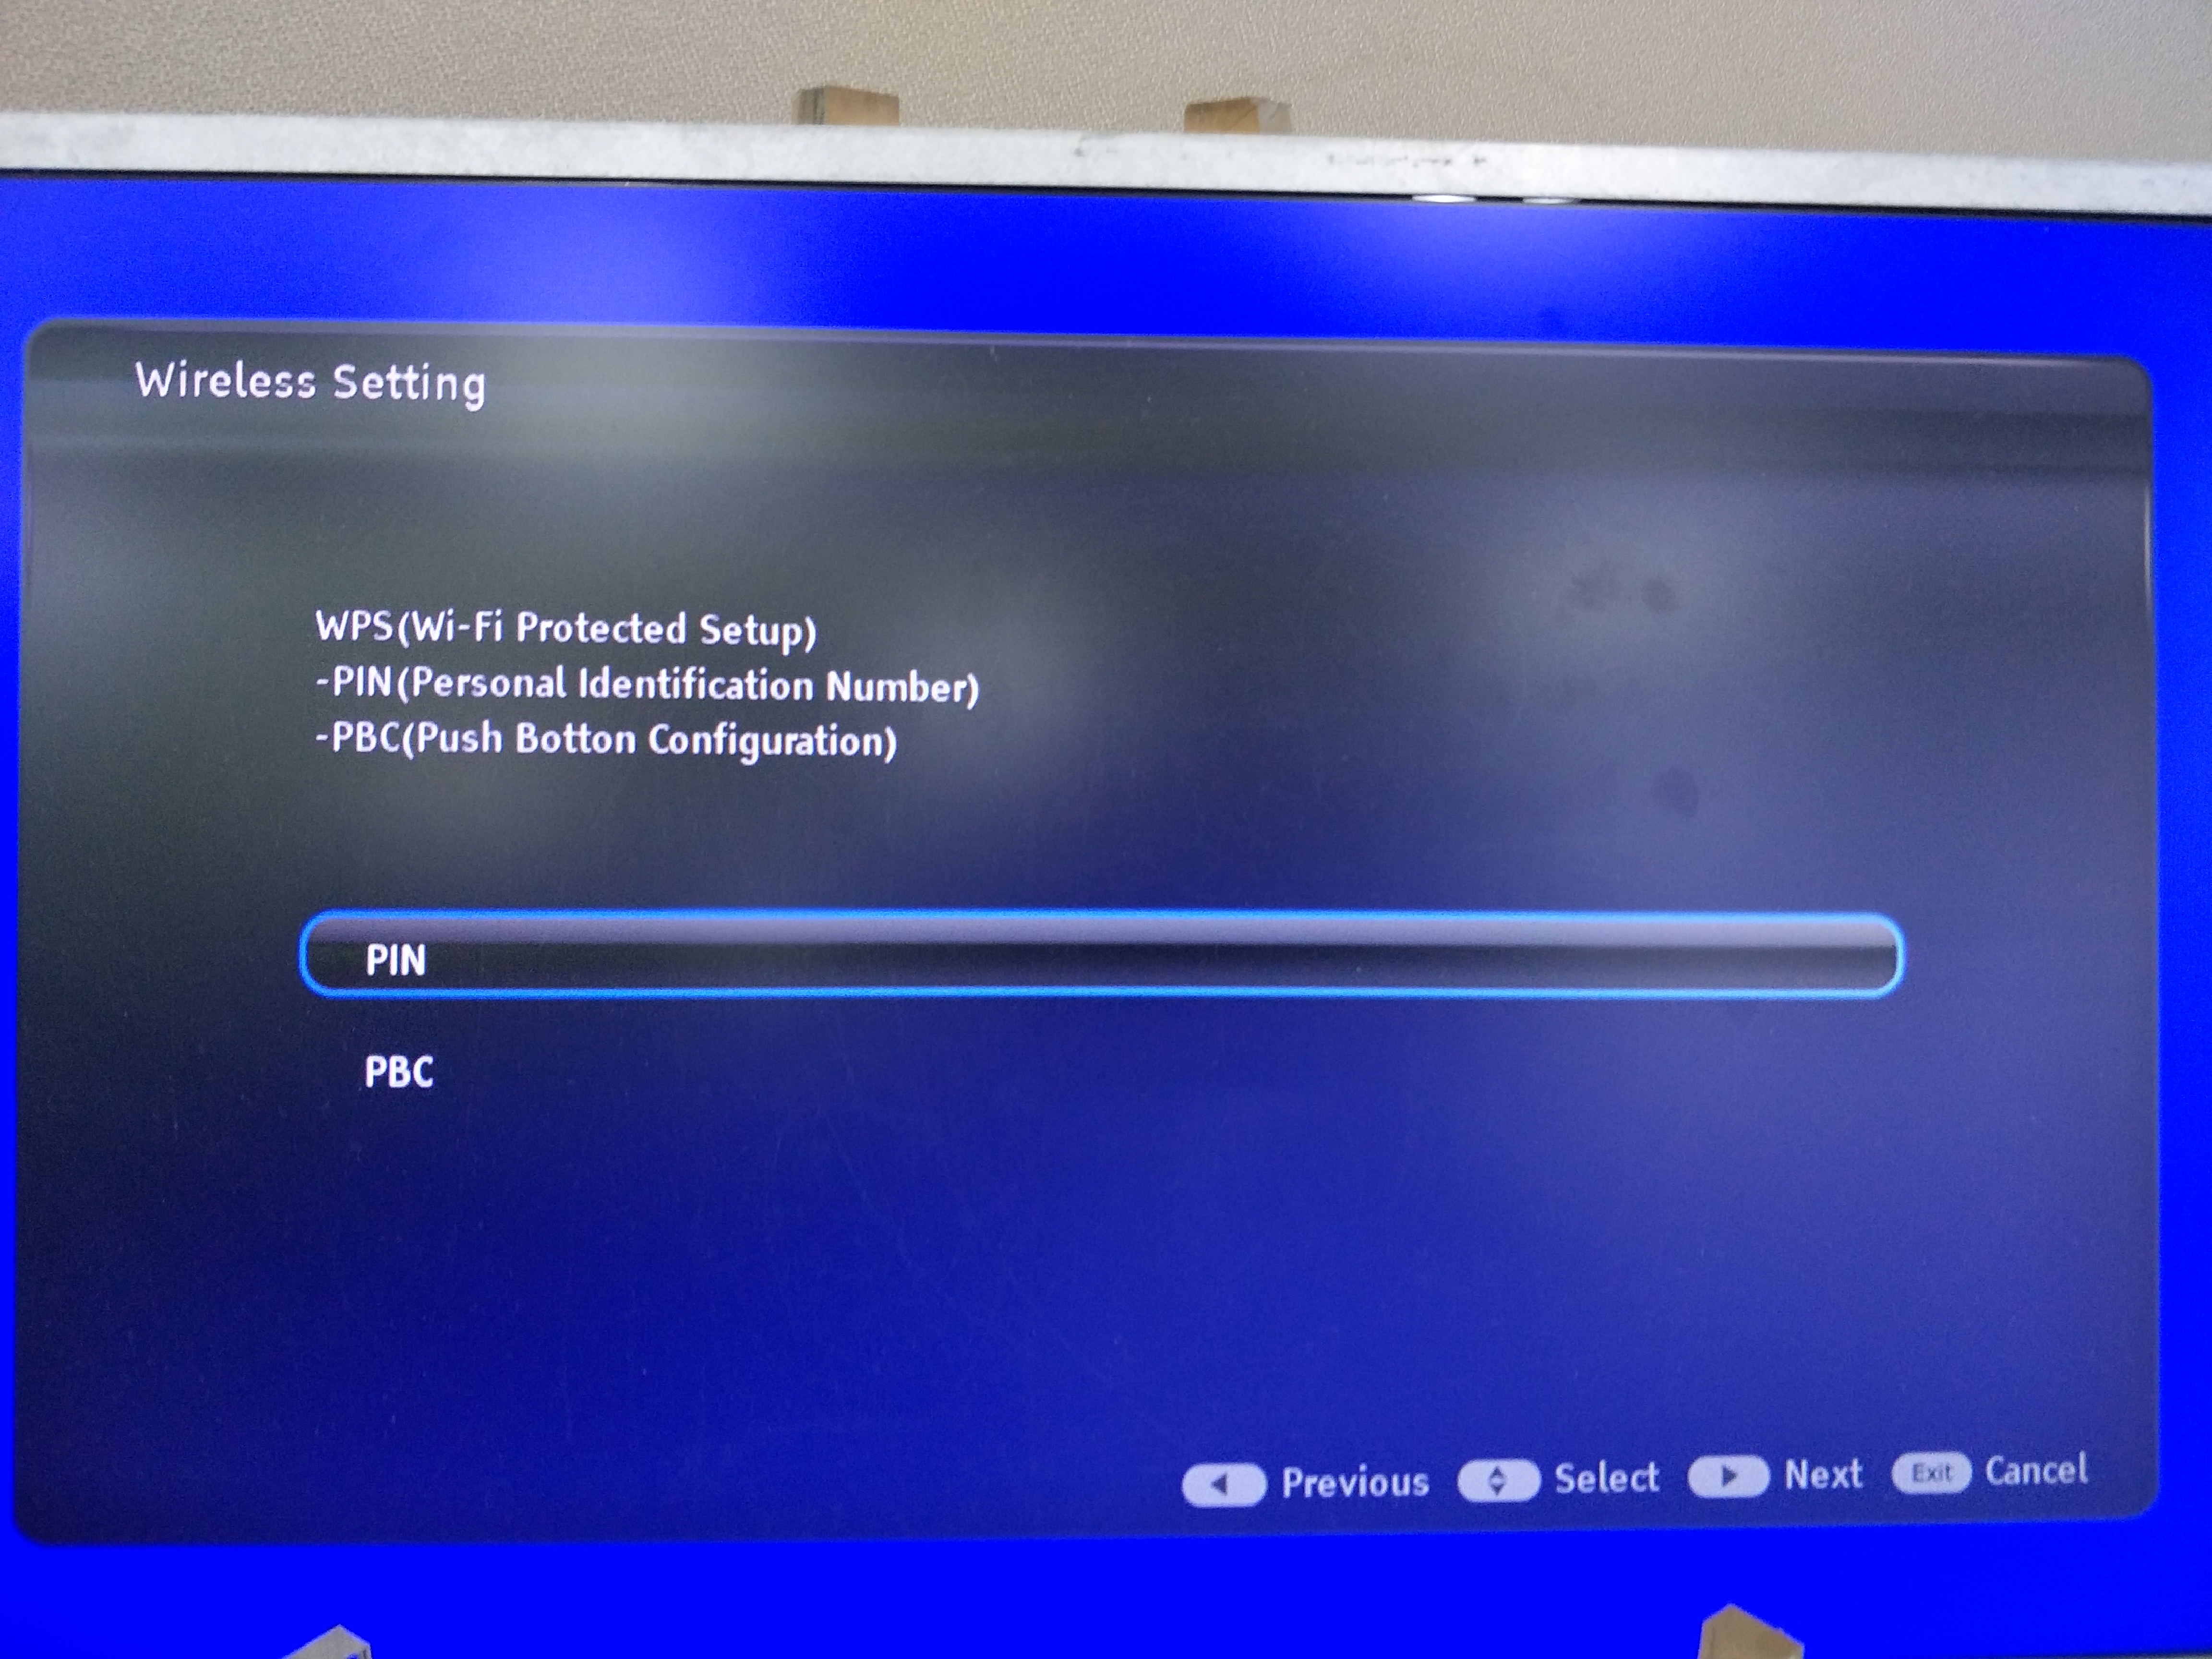 Wireless Setting
WPS(Wi-Fi Protected Setup)
-PIN(Personal Identification Number)
-PBC(Push Botton Configuration)
PIN
PBC
Previous Select Next Exit Cancel